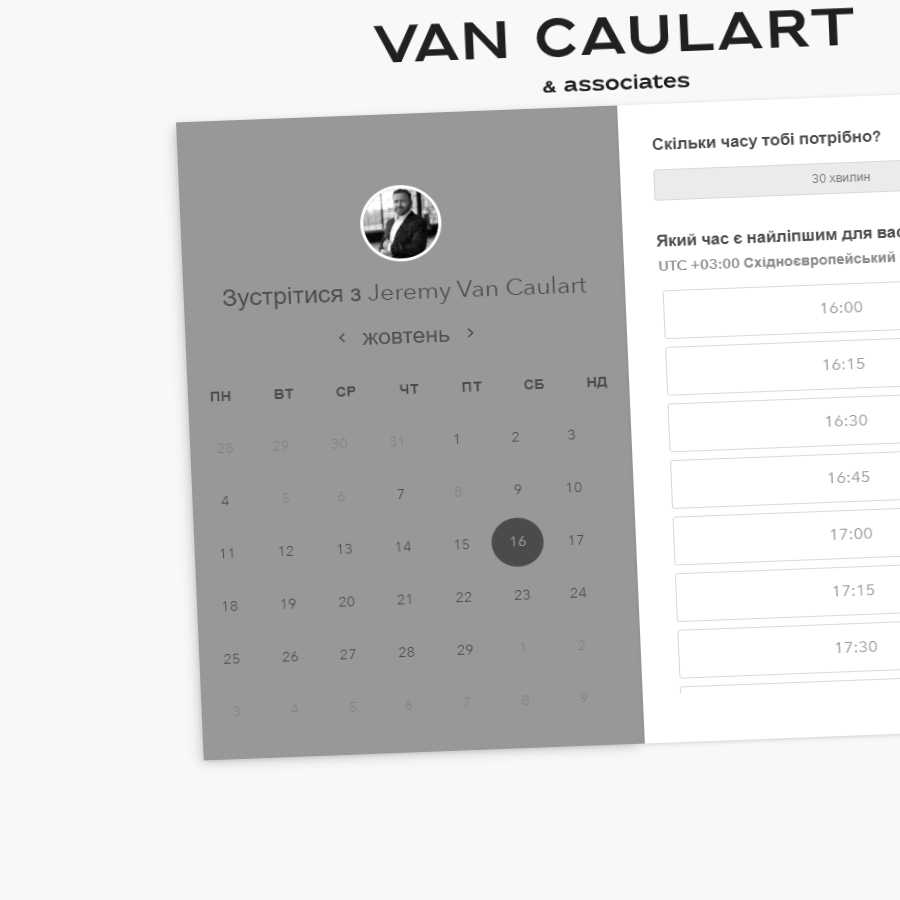 VAN CAULART
& associates
Зустрітися з Jeremy Van Caulart
‹ жовтень ›
ПН ВТ СР ЧТ ПТ СБ НД
28 29 30 31 1 2 3
4 5 6 7 8 9 10
11 12 13 14 15 16 17
18 19 20 21 22 23 24
25 26 27 28 29 1 2
3 4 5 6 7 8 9
Скільки часу тобі потрібно?
30 хвилин
Який час є найліпшим для вас
UTC +03:00 Східноєвропейський
16:00
16:15
16:30
16:45
17:00
17:15
17:30